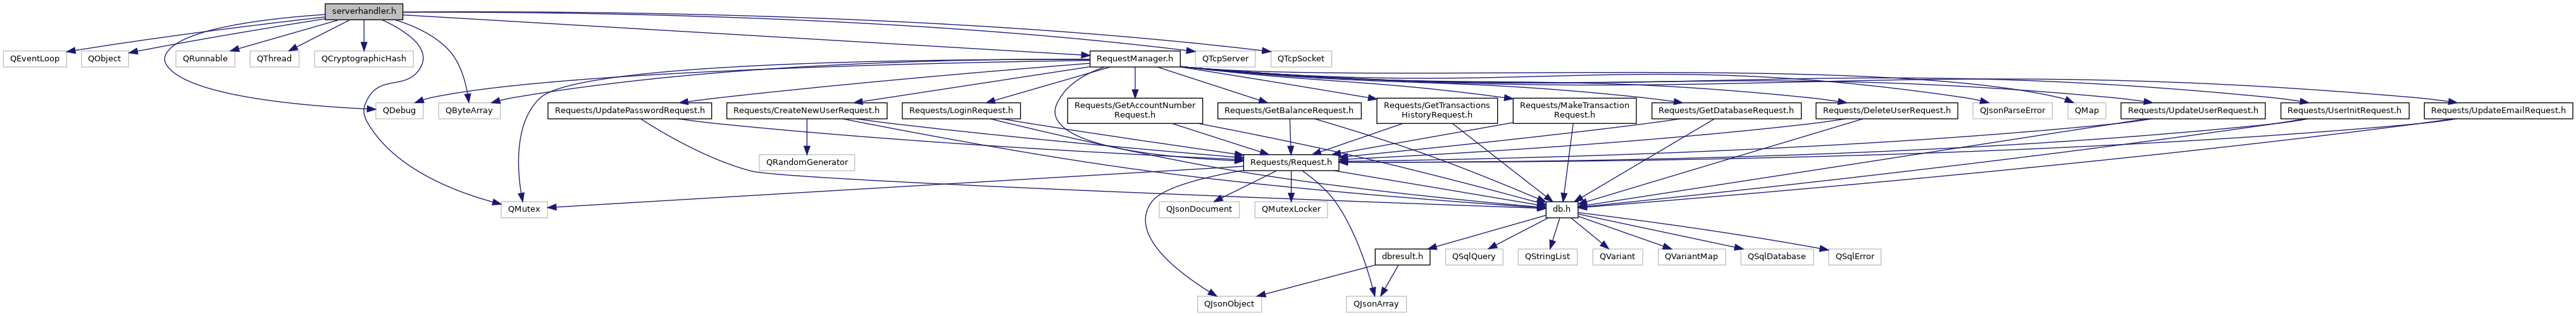 serverhandler.h
QEventLoop
QObject
QRunnable
QThread
QCryptographicHash
RequestManager.h
QTcpServer
QTcpSocket
QDebug
QByteArray
Requests/UpdatePasswordRequest.h
Requests/CreateNewUserRequest.h
Requests/LoginRequest.h
Requests/GetAccountNumber
Request.h
Requests/GetBalanceRequest.h
Requests/GetTransactions
HistoryRequest.h
Requests/MakeTransaction
Request.h
Requests/GetDatabaseRequest.h
Requests/DeleteUserRequest.h
QJsonParseError
QMap
Requests/UpdateUserRequest.h
Requests/UserInitRequest.h
Requests/UpdateEmailRequest.h
QRandomGenerator
Requests/Request.h
QMutex
QJsonDocument
QMutexLocker
db.h
dbresult.h
QSqlQuery
QStringList
QVariant
QVariantMap
QSqlDatabase
QSqlError
QJsonObject
QJsonArray